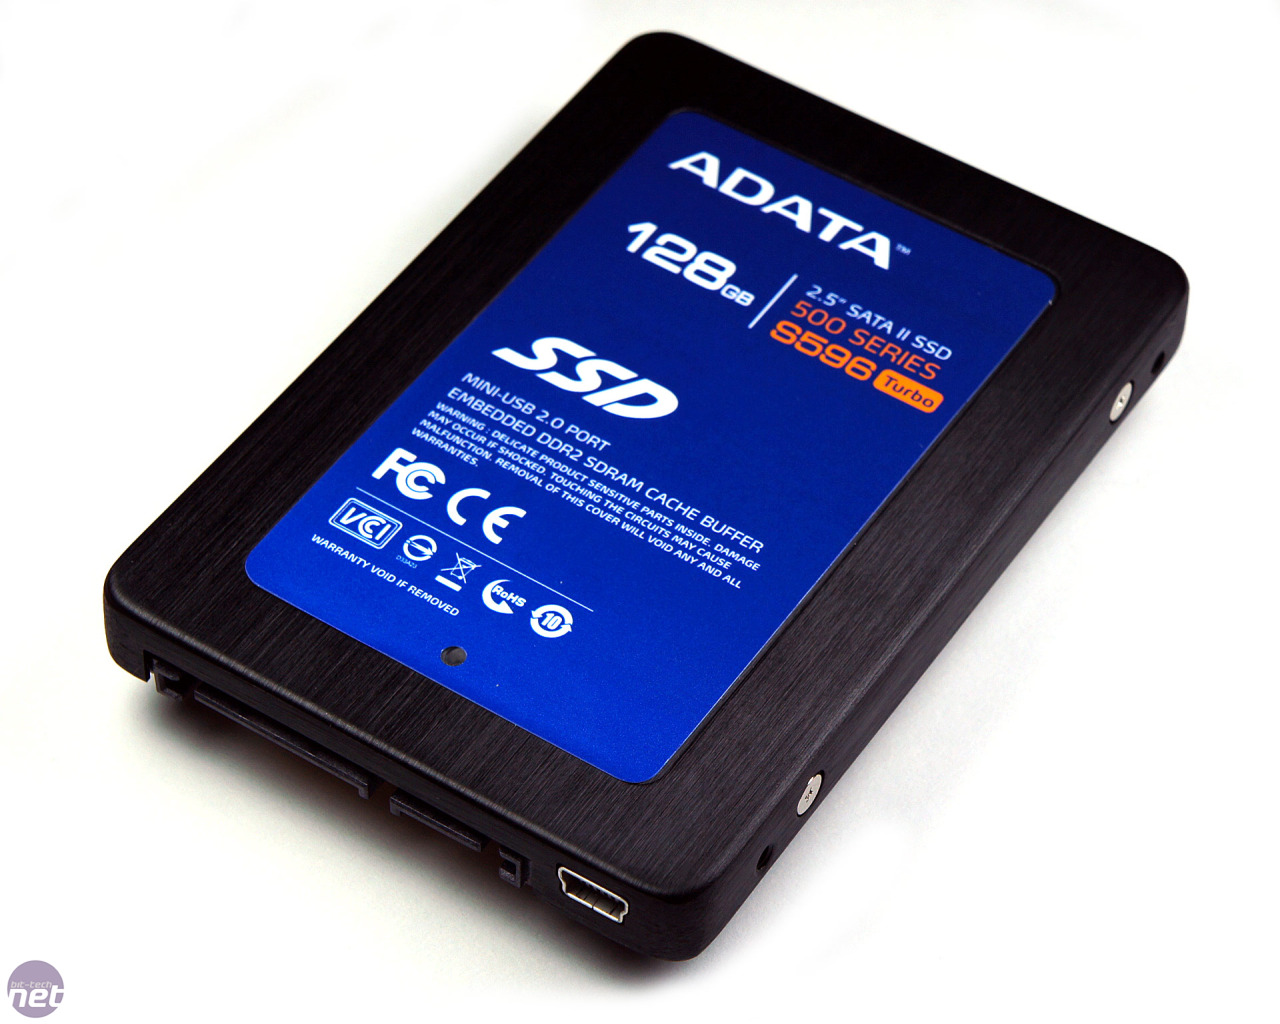 ADATA™
128GB
2.5" SATA II SSD
500 SERIES
S596 Turbo
SSD
MINI-USB 2.0 PORT
EMBEDDED DDR2 SDRAM CACHE BUFFER
WARNING : DELICATE PRODUCT SENSITIVE PARTS INSIDE. DAMAGE
MAY OCCUR IF SHOCKED. TOUCHING THE CIRCUITS MAY CAUSE
MALFUNCTION. REMOVAL OF THIS COVER WILL VOID ANY AND ALL
WARRANTIES.
FC CE
VCI
D33A23
RoHS
10
WARRANTY VOID IF REMOVED
bit-tech
net